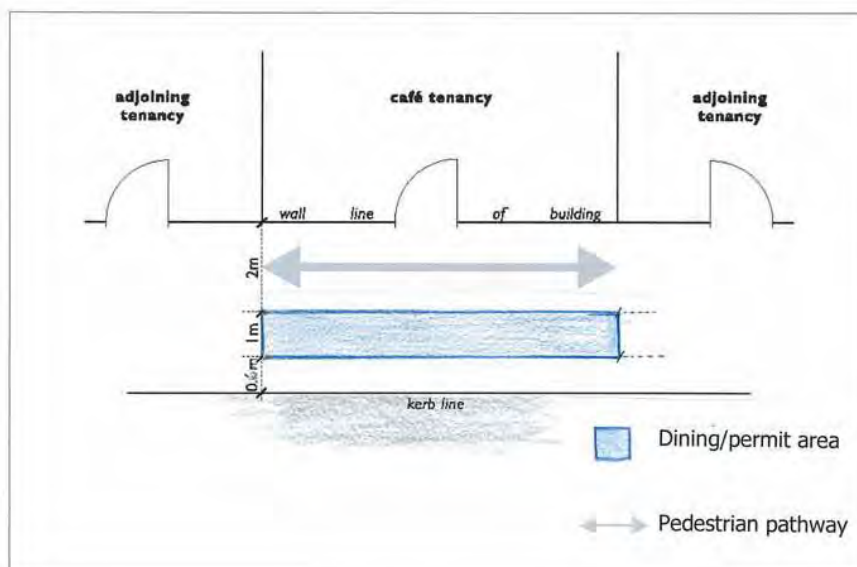 adjoining
tenancy
café tenancy
adjoining
tenancy
wall line of building
2m
1m
0.6m
kerb line
Dining/permit area
Pedestrian pathway